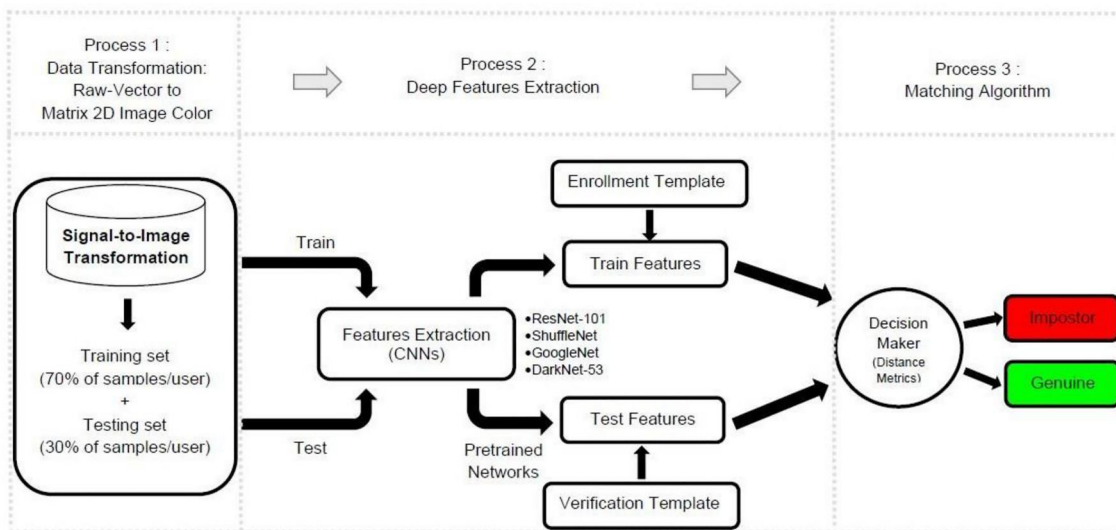 Process 1 :
Data Transformation:
Raw-Vector to
Matrix 2D Image Color
Process 2 :
Deep Features Extraction
Process 3 :
Matching Algorithm
Signal-to-Image
Transformation
Training set
(70% of samples/user)
+
Testing set
(30% of samples/user)
Train
Test
Features Extraction
(CNNs)
•ResNet-101
•ShuffleNet
•GoogleNet
•DarkNet-53
Pretrained
Networks
Enrollment Template
Train Features
Test Features
Verification Template
Decision
Maker
(Distance
Metrics)
Impostor
Genuine